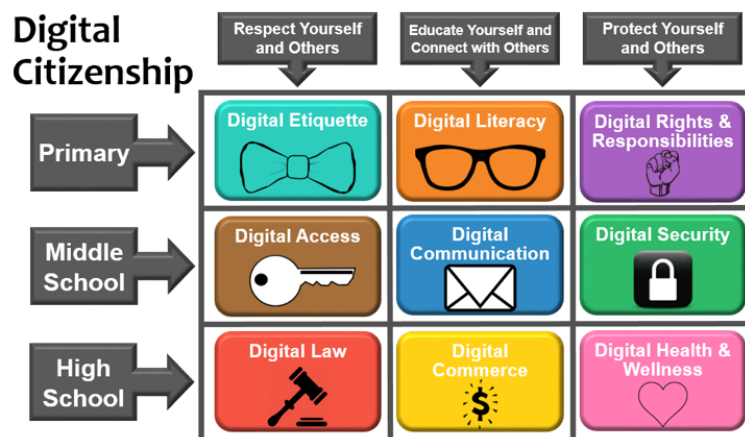 Digital
Citizenship
Respect Yourself
and Others
Educate Yourself and
Connect with Others
Protect Yourself
and Others
Primary
Digital Etiquette
Digital Literacy
Digital Rights &
Responsibilities
Middle
School
Digital Access
Digital
Communication
Digital Security
High
School
Digital Law
Digital
Commerce
$
Digital Health &
Wellness